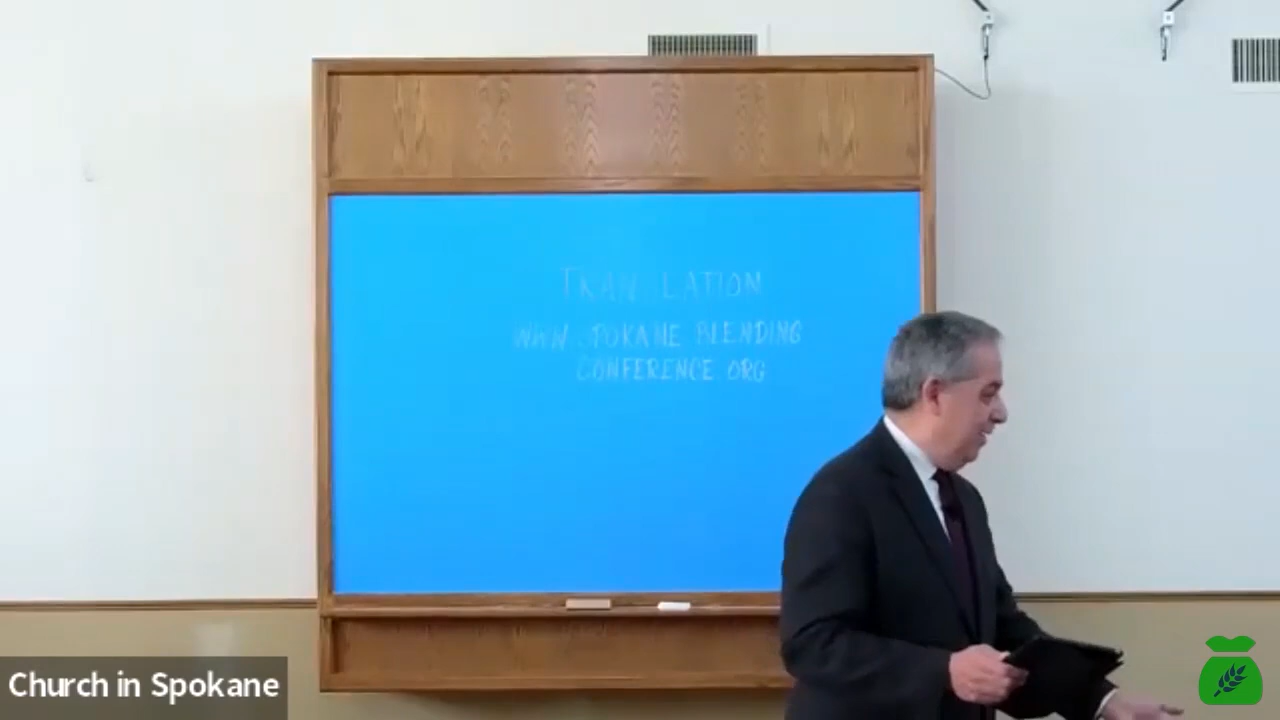 TRANSLATION
WWW SPOKANE BLENDING
CONFERENCE.ORG
Church in Spokane